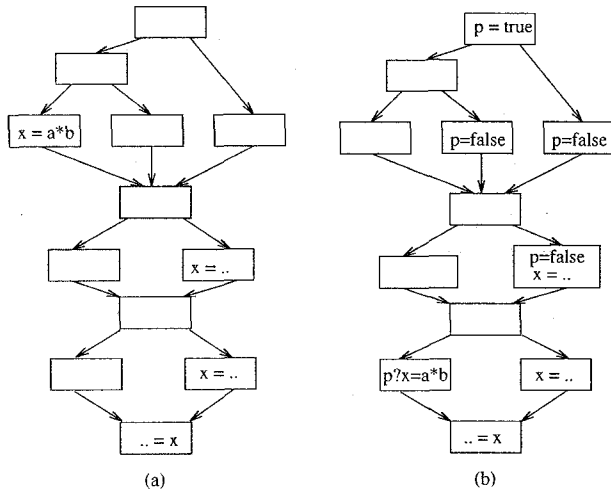 p = true
x = a*b
p=false
p=false
x = ..
p=false
x = ..
x = ..
p?x=a*b
x = ..
.. = x
.. = x
(a)
(b)